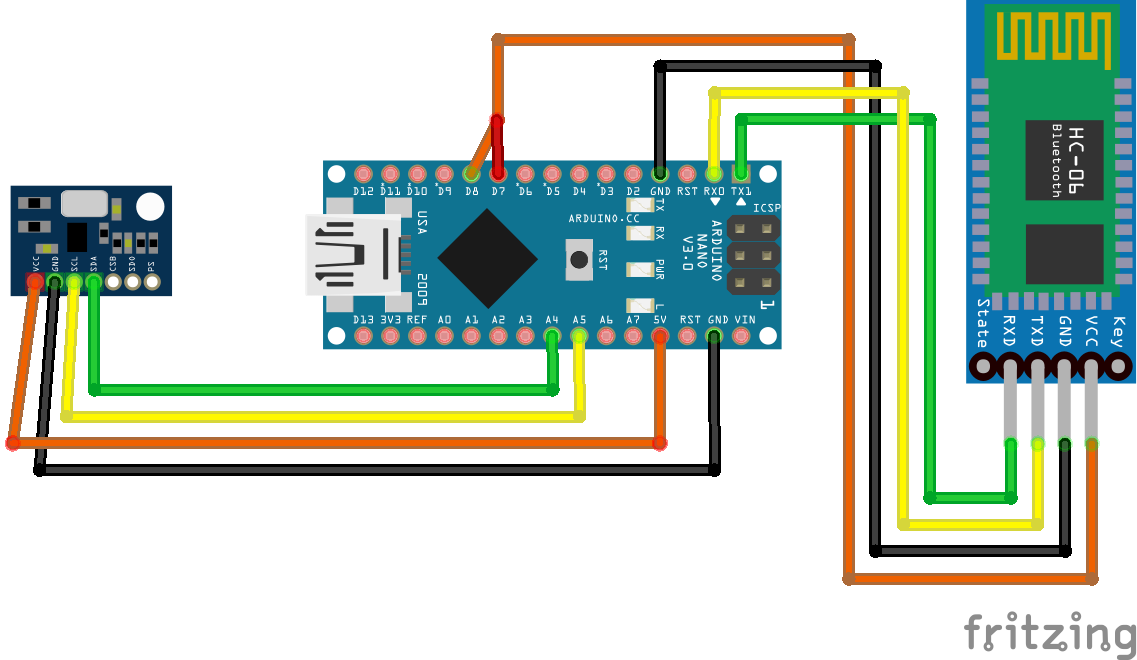 VCC GND SCL SDA CSB SDO PS
D12 D11 D10 D9 D8 D7 D6 D5 D4 D3 D2 GND RST RX0 TX1
USA
2009
ARDUINO.CC
RST
TX
RX
PWR
L
ARDUINO
NANO
V3.0
ICSP
1
D13 3V3 REF A0 A1 A2 A3 A4 A5 A6 A7 5V RST GND VIN
HC-06
Bluetooth
State RXD TXD GND VCC Key
fritzing